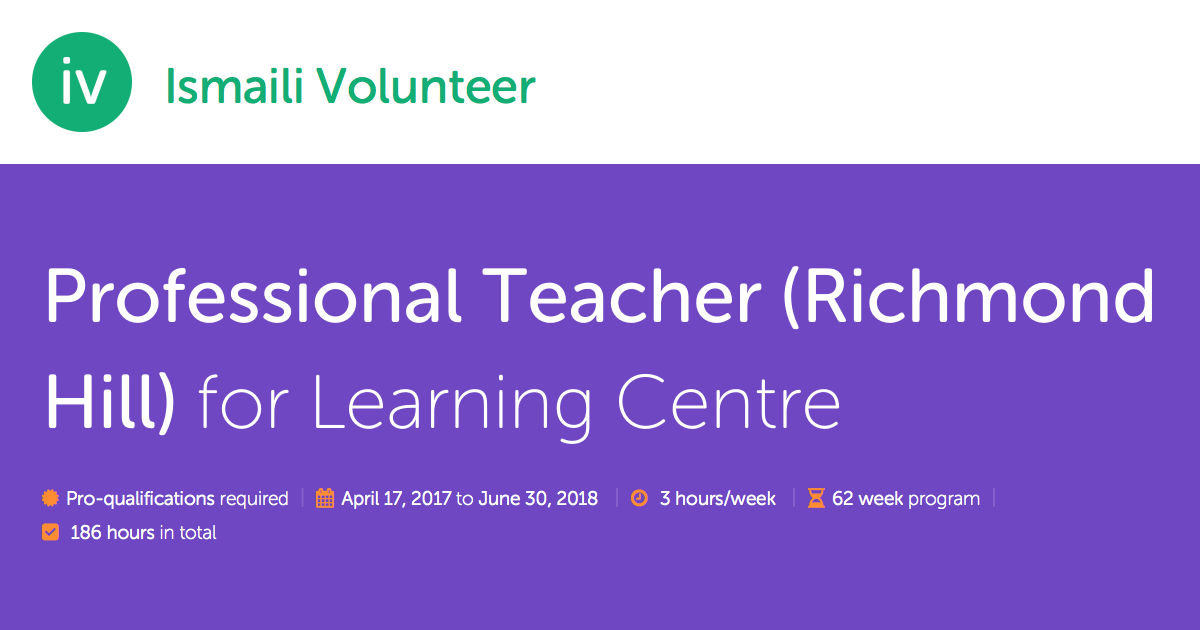 iv Ismaili Volunteer
Professional Teacher (Richmond
Hill) for Learning Centre
Pro-qualifications required April 17, 2017 to June 30, 2018 3 hours/week 62 week program
186 hours in total